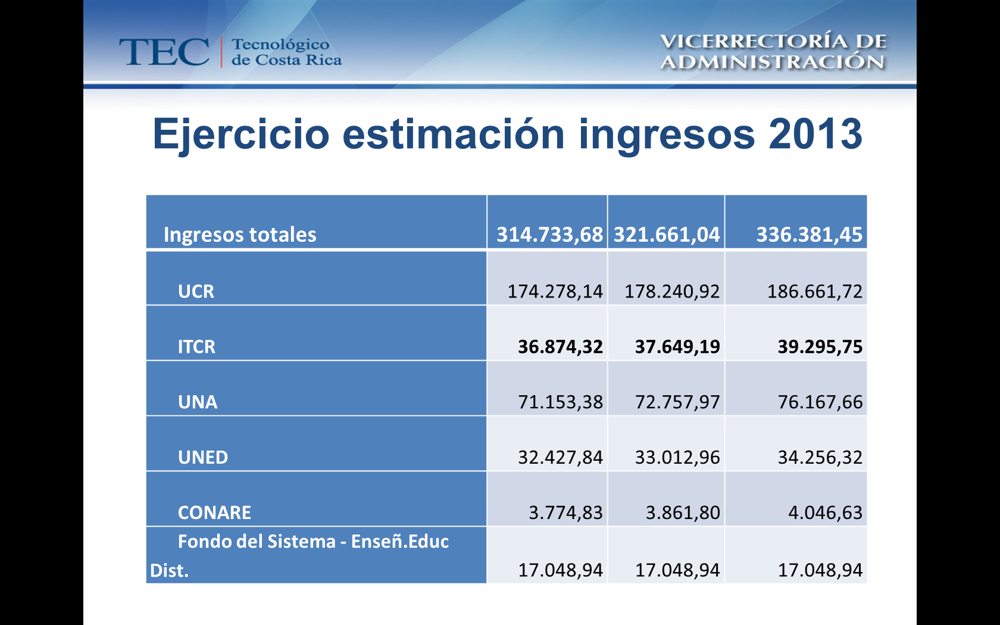 TEC Tecnológico
de Costa Rica
VICERRECTORÍA DE
ADMINISTRACIÓN
Ejercicio estimación ingresos 2013
Ingresos totales 314.733,68 321.661,04 336.381,45
UCR 174.278,14 178.240,92 186.661,72
ITCR 36.874,32 37.649,19 39.295,75
UNA 71.153,38 72.757,97 76.167,66
UNED 32.427,84 33.012,96 34.256,32
CONARE 3.774,83 3.861,80 4.046,63
Fondo del Sistema - Enseñ.Educ
Dist. 17.048,94 17.048,94 17.048,94